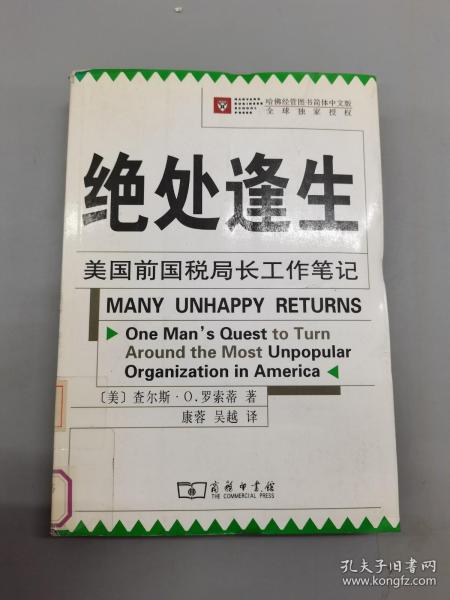 HARVARD
BUSINESS
SCHOOL
PRESS
哈佛经管图书简体中文版
全球独家授权
绝处逢生
美国前国税局长工作笔记
MANY UNHAPPY RETURNS
One Man's Quest to Turn
Around the Most Unpopular
Organization in America
〔美〕查尔斯·O.罗索蒂 著
康蓉 吴越 译
商务印书馆
THE COMMERCIAL PRESS
孔夫子旧书网
www.kongfz.com